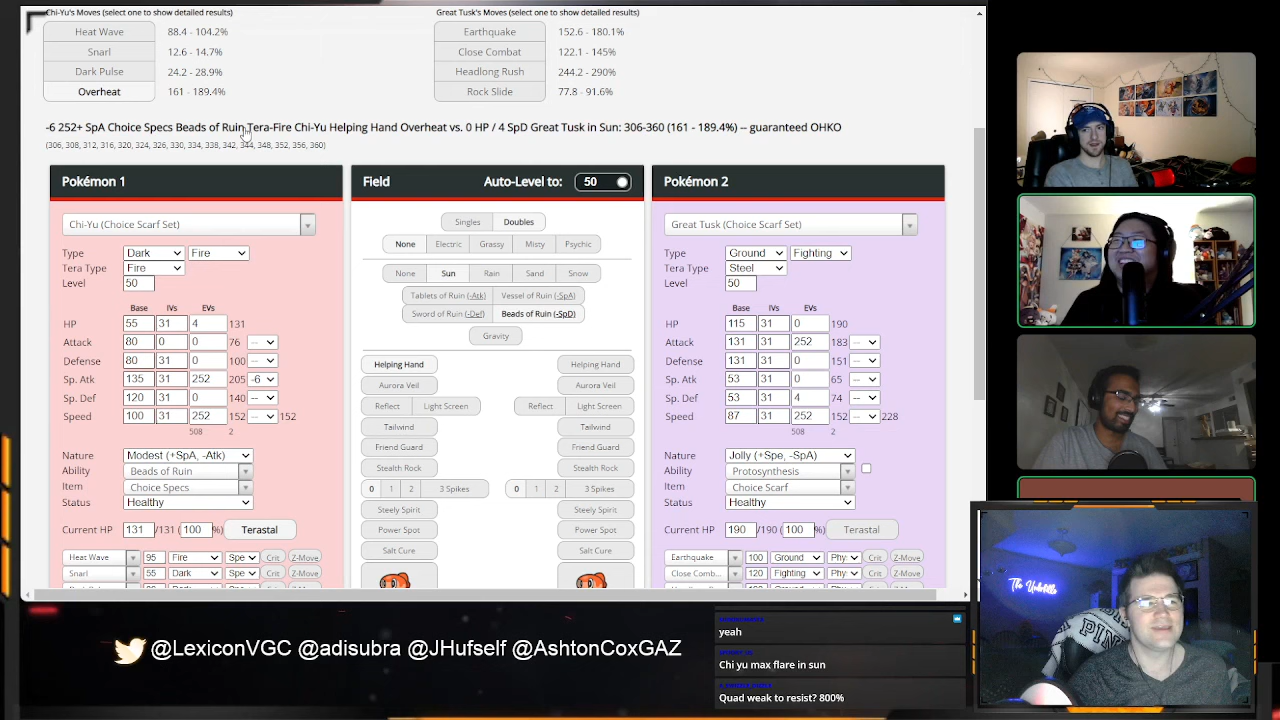 Chi-Yu's Moves (select one to show detailed results)
Great Tusk's Moves (select one to show detailed results)
Heat Wave 88.4 - 104.2%
Earthquake 152.6 - 180.1%
Snarl 12.6 - 14.7%
Close Combat 122.1 - 145%
Dark Pulse 24.2 - 28.9%
Headlong Rush 244.2 - 290%
Overheat 161 - 189.4%
Rock Slide 77.8 - 91.6%
-6 252+ SpA Choice Specs Beads of Ruin Tera-Fire Chi-Yu Helping Hand Overheat vs. 0 HP / 4 SpD Great Tusk in Sun: 306-360 (161 - 189.4%) -- guaranteed OHKO
(306, 308, 312, 316, 320, 324, 326, 330, 334, 338, 342, 344, 348, 352, 356, 360)
Pokémon 1
Chi-Yu (Choice Scarf Set)
Type Dark Fire
Tera Type Fire
Level 50
Base IVs EVs
HP 55 31 4 131
Attack 80 0 0 76 --
Defense 80 31 0 100 --
Sp. Atk 135 31 252 205 -6
Sp. Def 120 31 0 140 --
Speed 100 31 252 152 -- 152
508 2
Nature Modest (+SpA, -Atk)
Ability Beads of Ruin
Item Choice Specs
Status Healthy
Current HP 131 /131 ( 100 %) Terastal
Heat Wave 95 Fire Spe Crit Z-Move
Snarl 55 Dark Spe Crit Z-Move
Field Auto-Level to: 50
Singles Doubles
None Electric Grassy Misty Psychic
None Sun Rain Sand Snow
Tablets of Ruin (-Atk) Vessel of Ruin (-SpA)
Sword of Ruin (-Def) Beads of Ruin (-SpD)
Gravity
Helping Hand Helping Hand
Aurora Veil Aurora Veil
Reflect Light Screen Reflect Light Screen
Tailwind Tailwind
Friend Guard Friend Guard
Stealth Rock Stealth Rock
0 1 2 3 Spikes 0 1 2 3 Spikes
Steely Spirit Steely Spirit
Power Spot Power Spot
Salt Cure Salt Cure
Pokémon 2
Great Tusk (Choice Scarf Set)
Type Ground Fighting
Tera Type Steel
Level 50
Base IVs EVs
HP 115 31 0 190
Attack 131 31 252 183 --
Defense 131 31 0 151 --
Sp. Atk 53 31 0 65 --
Sp. Def 53 31 4 74 --
Speed 87 31 252 152 -- 228
508 2
Nature Jolly (+Spe, -SpA)
Ability Protosynthesis
Item Choice Scarf
Status Healthy
Current HP 190 /190 ( 100 %) Terastal
Earthquake 100 Ground Phy Crit Z-Move
Close Comb... 120 Fighting Phy Crit Z-Move
@LexiconVGC @adisubra @JHufself @AshtonCoxGAZ
yeah
Chi yu max flare in sun
Quad weak to resist? 800%
PIN